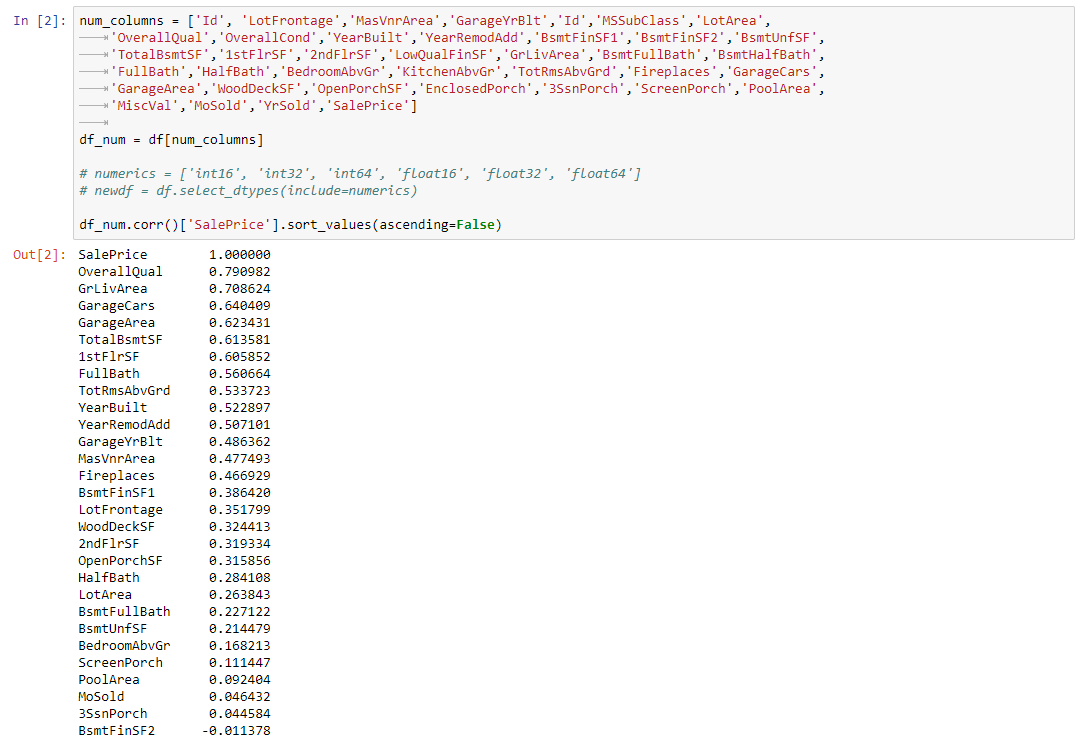 In [2]: num_columns = ['Id', 'LotFrontage','MasVnrArea','GarageYrBlt','Id','MSSubClass','LotArea',
'OverallQual','OverallCond','YearBuilt','YearRemodAdd','BsmtFinSF1','BsmtFinSF2','BsmtUnfSF',
'TotalBsmtSF','1stFlrSF','2ndFlrSF','LowQualFinSF','GrLivArea','BsmtFullBath','BsmtHalfBath',
'FullBath','HalfBath','BedroomAbvGr','KitchenAbvGr','TotRmsAbvGrd','Fireplaces','GarageCars',
'GarageArea','WoodDeckSF','OpenPorchSF','EnclosedPorch','3SsnPorch','ScreenPorch','PoolArea',
'MiscVal','MoSold','YrSold','SalePrice']
df_num = df[num_columns]
# numerics = ['int16', 'int32', 'int64', 'float16', 'float32', 'float64']
# newdf = df.select_dtypes(include=numerics)
df_num.corr()['SalePrice'].sort_values(ascending=False)
Out[2]: SalePrice 1.000000
OverallQual 0.790982
GrLivArea 0.708624
GarageCars 0.640409
GarageArea 0.623431
TotalBsmtSF 0.613581
1stFlrSF 0.605852
FullBath 0.560664
TotRmsAbvGrd 0.533723
YearBuilt 0.522897
YearRemodAdd 0.507101
GarageYrBlt 0.486362
MasVnrArea 0.477493
Fireplaces 0.466929
BsmtFinSF1 0.386420
LotFrontage 0.351799
WoodDeckSF 0.324413
2ndFlrSF 0.319334
OpenPorchSF 0.315856
HalfBath 0.284108
LotArea 0.263843
BsmtFullBath 0.227122
BsmtUnfSF 0.214479
BedroomAbvGr 0.168213
ScreenPorch 0.111447
PoolArea 0.092404
MoSold 0.046432
3SsnPorch 0.044584
BsmtFinSF2 -0.011378